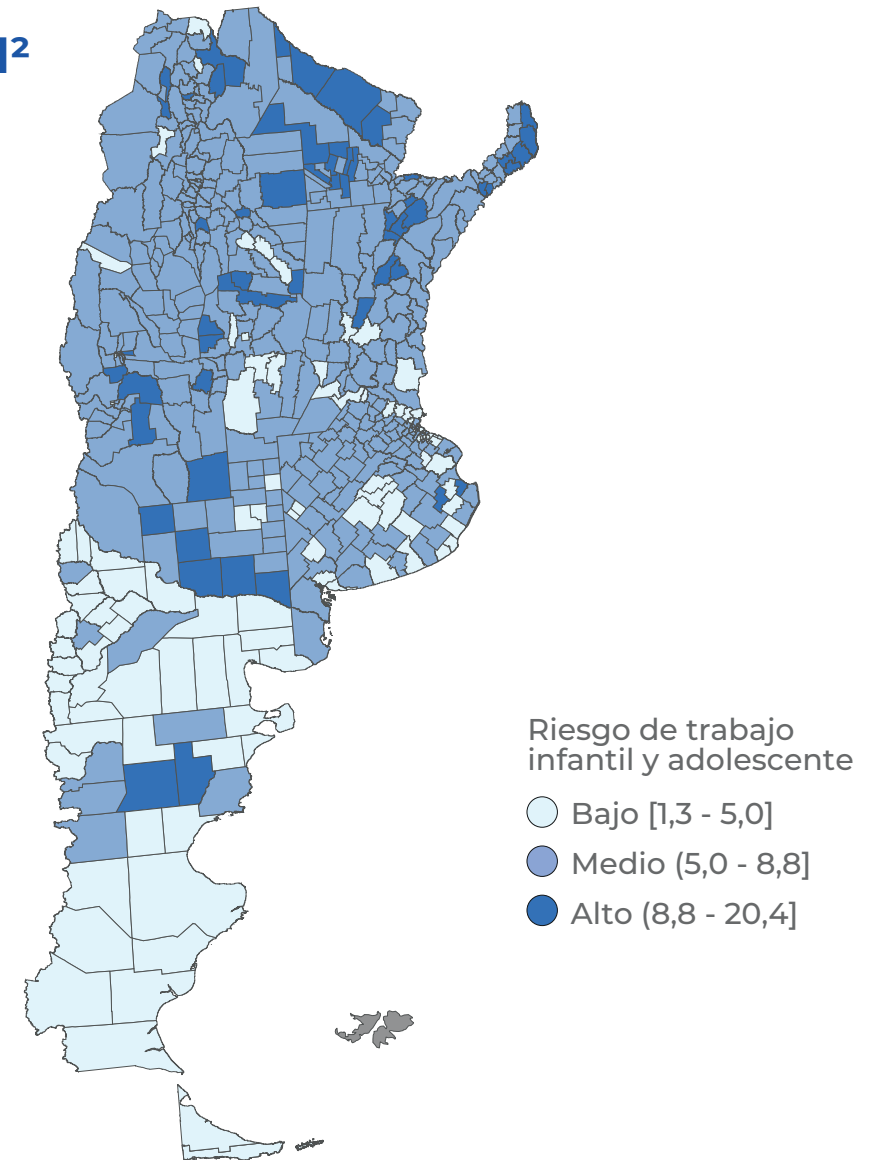 Riesgo de trabajo
infantil y adolescente
Bajo [1,3 - 5,0]
Medio (5,0 - 8,8]
Alto (8,8 - 20,4]